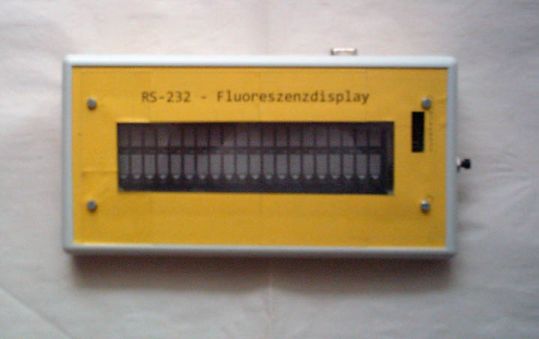 RS-232 - Fluoreszenzdisplay